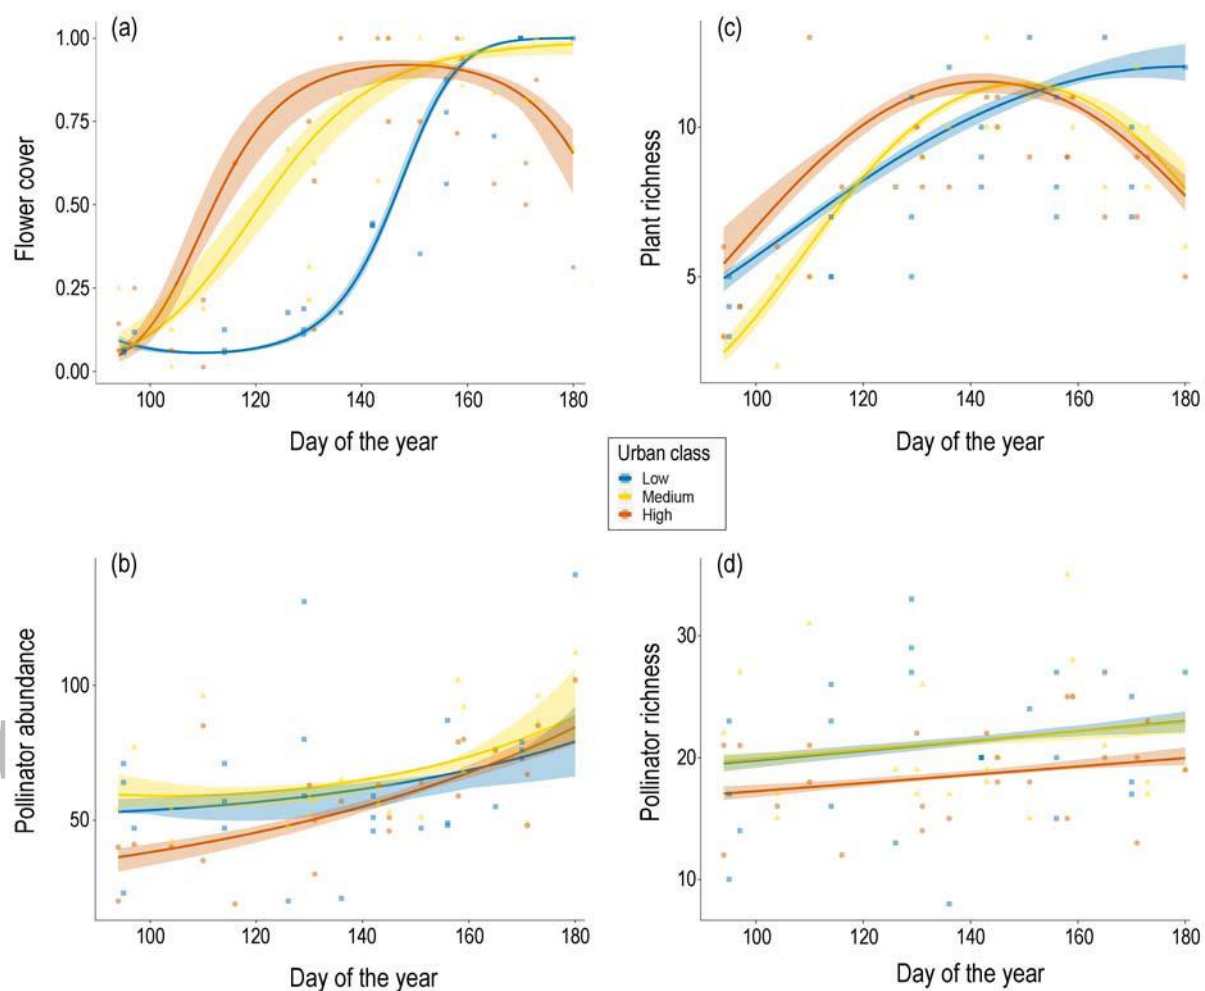 (a)
Flower cover
1.00
0.75
0.50
0.25
0.00
100 120 140 160 180
Day of the year
(c)
Plant richness
10
5
100 120 140 160 180
Day of the year
Urban class
Low
Medium
High
(b)
Pollinator abundance
100
50
100 120 140 160 180
Day of the year
(d)
Pollinator richness
30
20
10
100 120 140 160 180
Day of the year